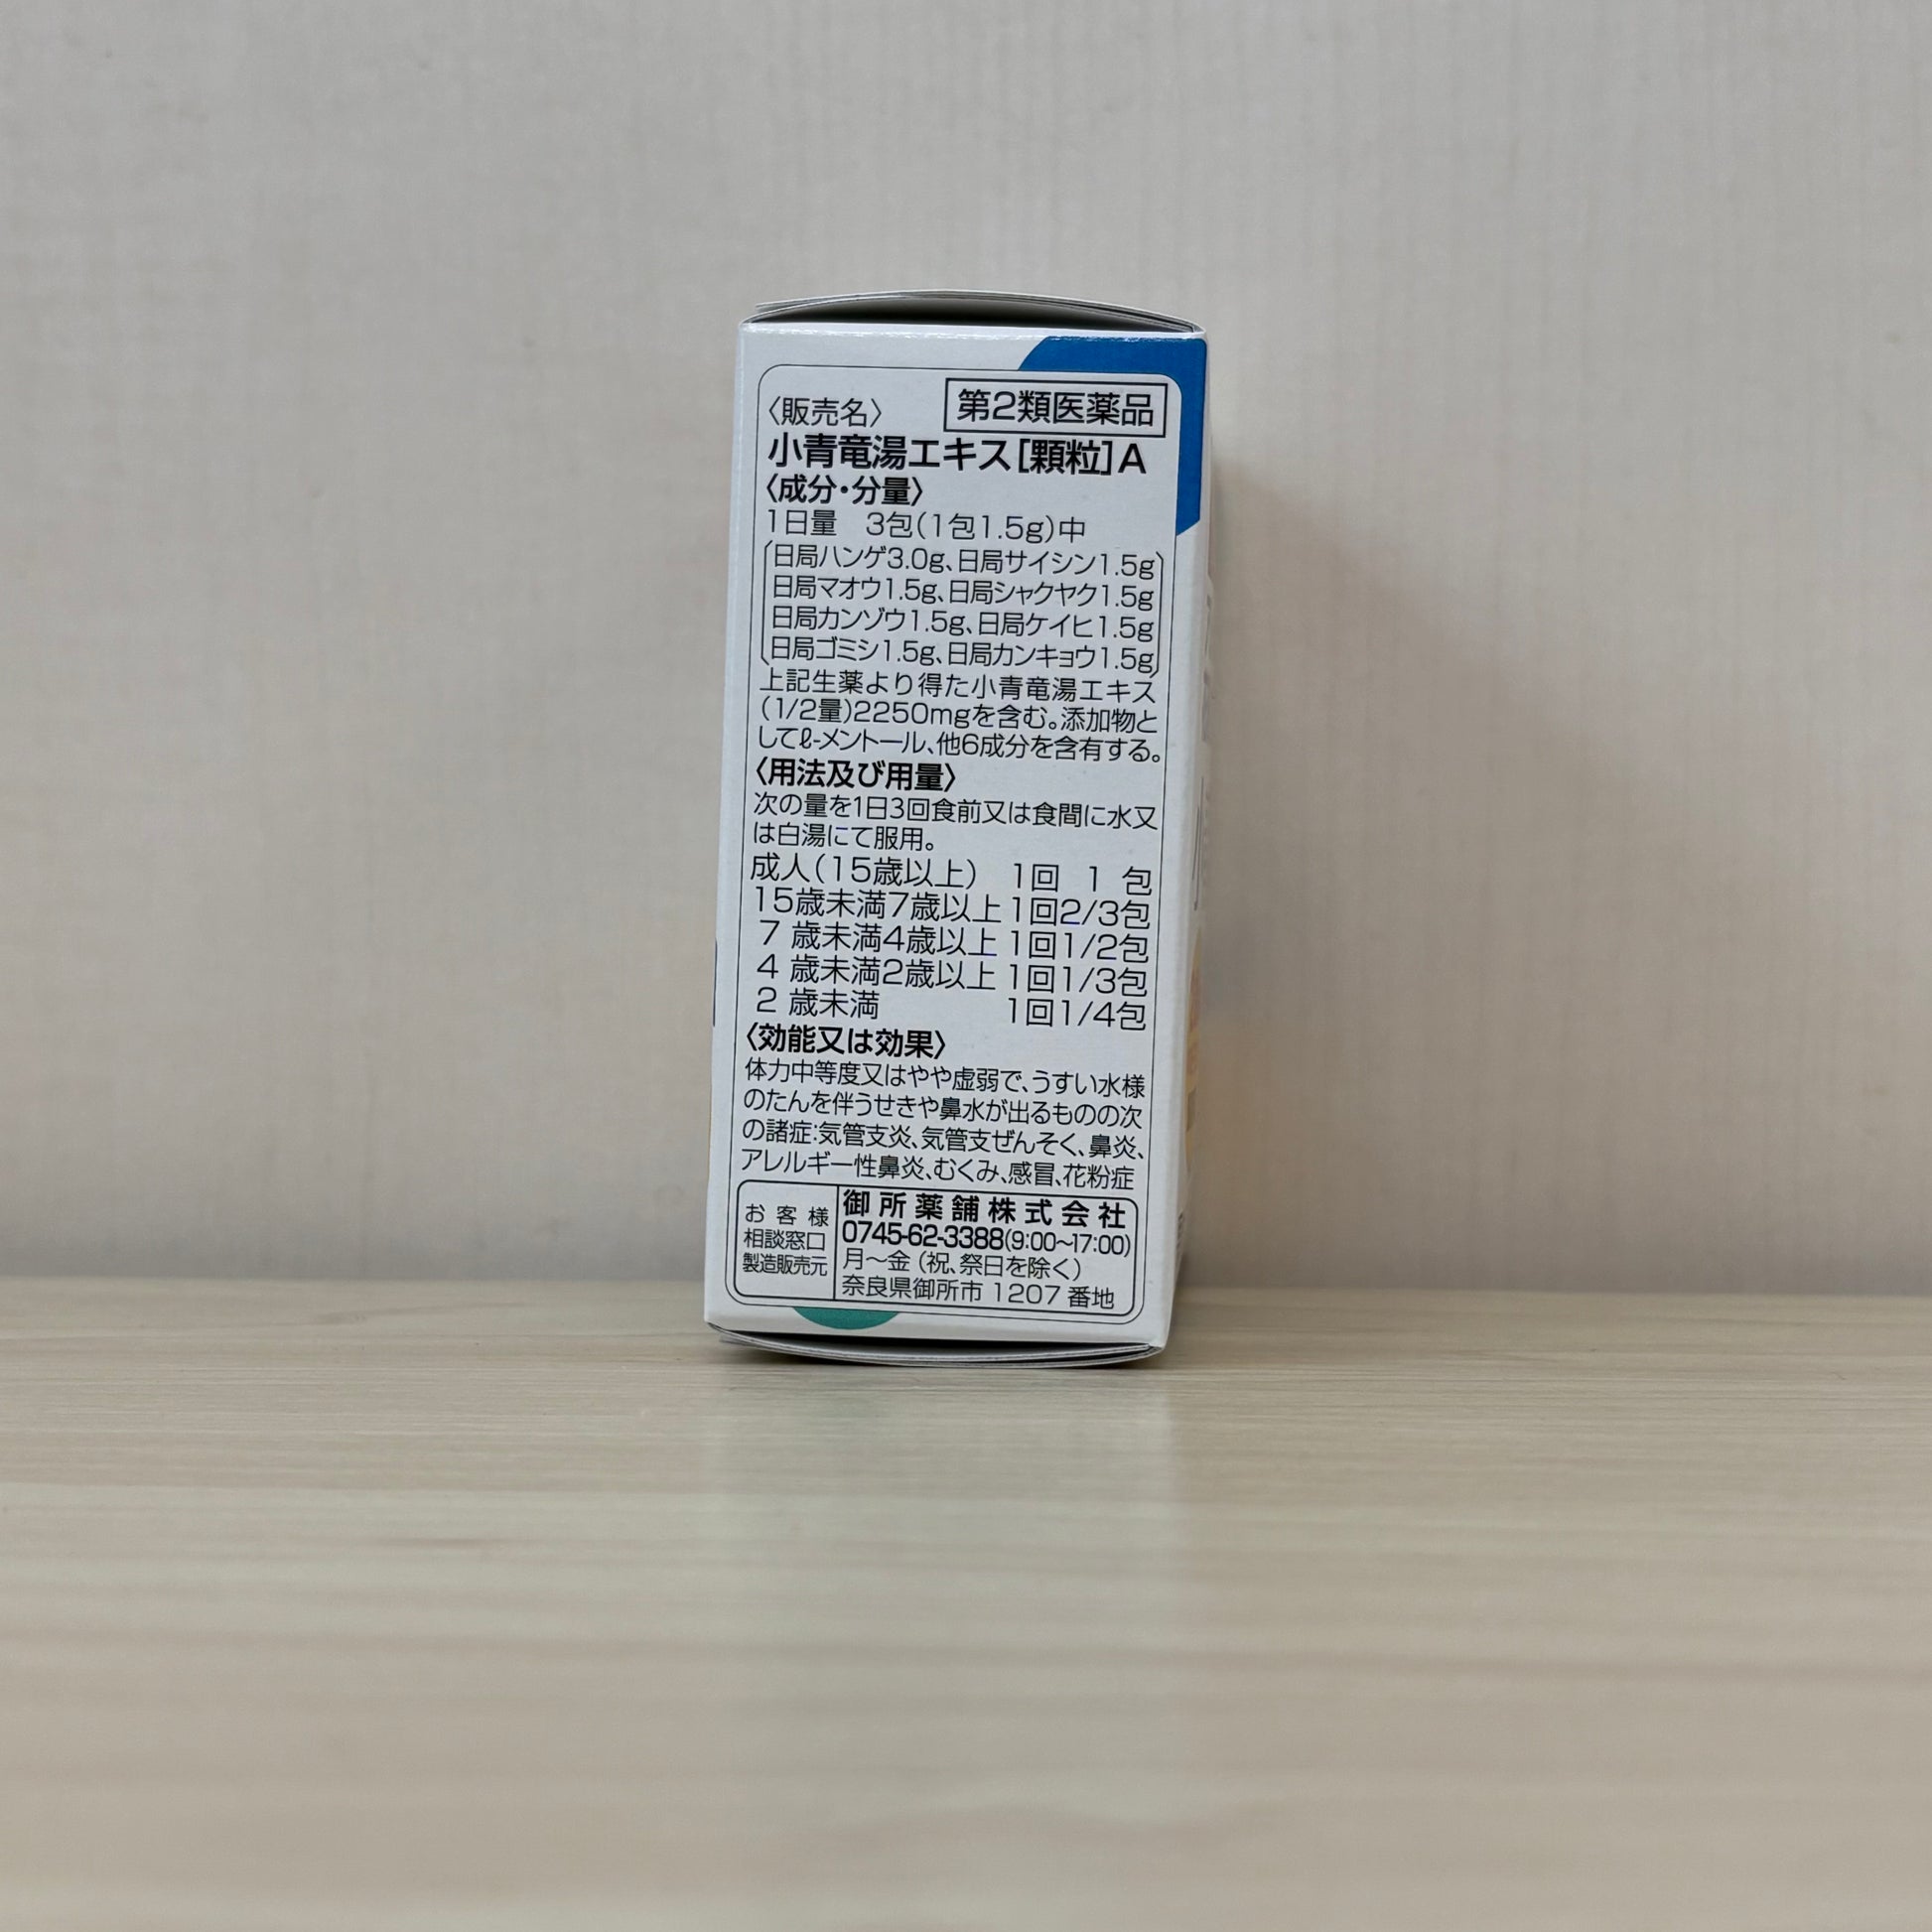 〈販売名〉 第2類医薬品
小青竜湯エキス［顆粒］A
〈成分・分量〉
1日量　3包(1包1.5g)中
日局ハンゲ3.0g、日局サイシン1.5g
日局マオウ1.5g、日局シャクヤク1.5g
日局カンゾウ1.5g、日局ケイヒ1.5g
日局ゴミシ1.5g、日局カンキョウ1.5g
上記生薬より得た小青竜湯エキス
(1/2量)2250mgを含む。添加物と
してℓ-メントール、他6成分を含有する。
〈用法及び用量〉
次の量を1日3回食前又は食間に水又
は白湯にて服用。
成人(15歳以上) 1回 1 包
15歳未満7歳以上 1回2/3包
7 歳未満4歳以上 1回1/2包
4 歳未満2歳以上 1回1/3包
2 歳未満 1回1/4包
〈効能又は効果〉
体力中等度又はやや虚弱で、うすい水様
のたんを伴うせきや鼻水が出るものの次
の諸症:気管支炎、気管支ぜんそく、鼻炎、
アレルギー性鼻炎、むくみ、感冒、花粉症
お客様
相談窓口
製造販売元
御所薬舗株式会社
0745-62-3388(9:00〜17:00)
月〜金 (祝、祭日を除く)
奈良県御所市 1207 番地